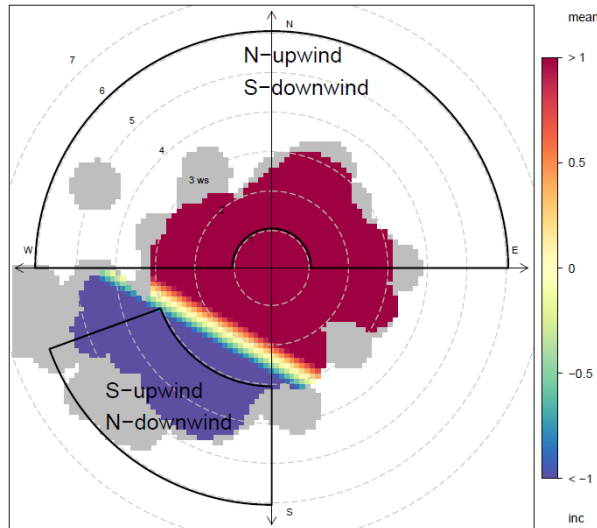 mean
N
7
N-upwind
> 1
6
S-downwind
5
4
0.5
3 ws
2
W
E
0
-0.5
S-upwind
N-downwind
< -1
S
inc